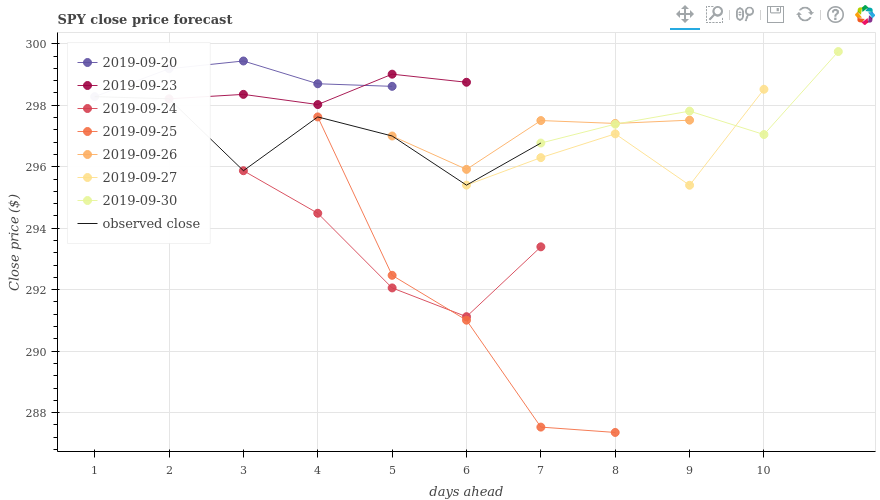 SPY close price forecast
300
298
296
294
292
290
288
Close price ($)
2019-09-20
2019-09-23
2019-09-24
2019-09-25
2019-09-26
2019-09-27
2019-09-30
observed close
1 2 3 4 5 6 7 8 9 10
days ahead